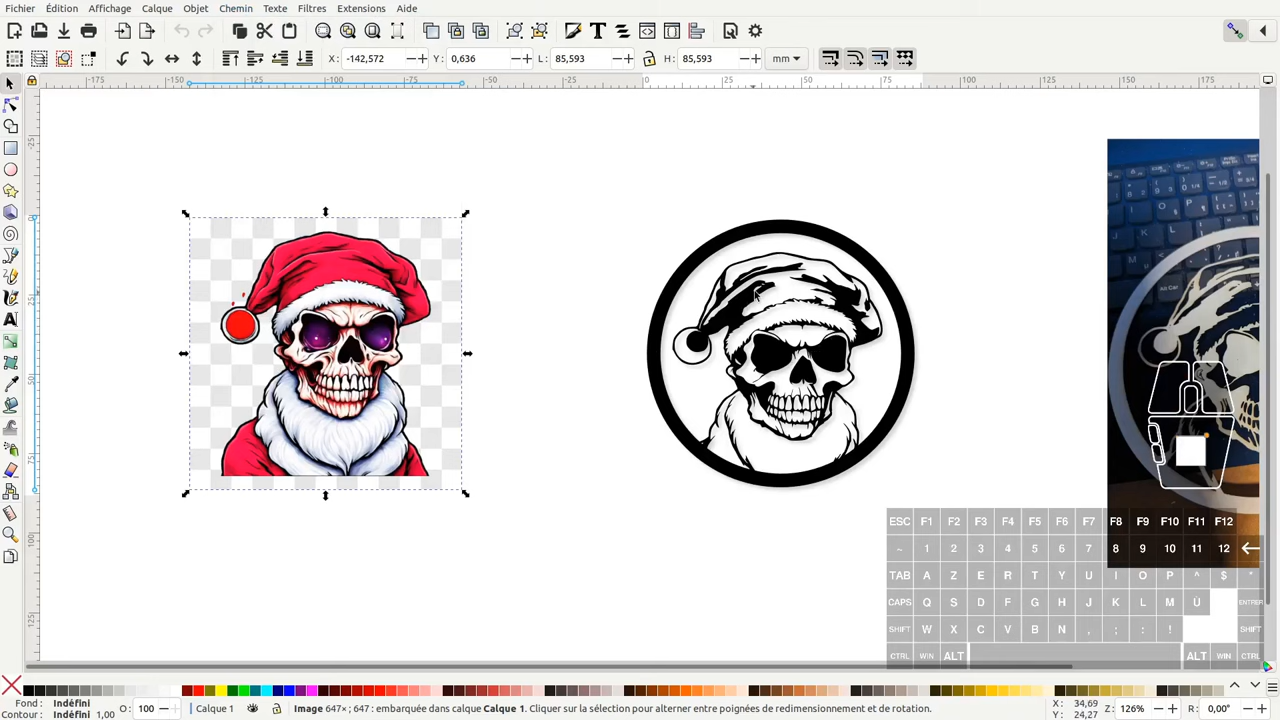 Fichier Édition Affichage Calque Objet Chemin Texte Filtres Extensions Aide
X: -142,572 Y: 0,636 L: 85,593 H: 85,593 mm
-175 -150 -125 -100 -75 -50 0 25 50 75 100 125 150 175
ESC F1 F2 F3 F4 F5 F6 F7 F8 F9 F10 F11 F12
~ 1 2 3 4 5 6 7 8 9 10 11 12
TAB A Z E R T Y U I O P ^ $ *
CAPS Q S D F G H J K L M Ü ENTRER
SHIFT W X C V B N , ; : ! SHIFT
CTRL WIN ALT ALT WIN CTRL
Fond : Indéfini
Contour : Indéfini 1,00
O: 100
Calque 1
Image 647 × ; 647 : embarquée dans calque Calque 1. Cliquer sur la sélection pour alterner entre poignées de redimensionnement et de rotation.
X: 34,69
Y: 24,27
Z: 126%
R: 0,00°